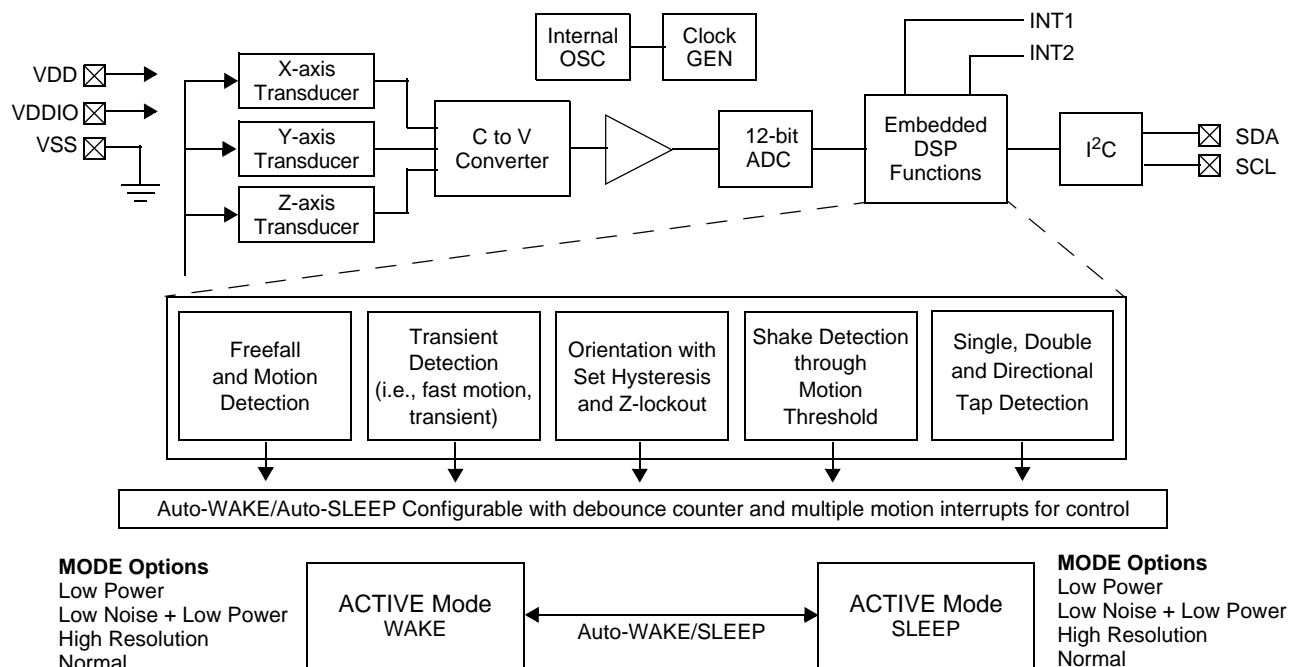 INT1
INT2
Internal
OSC
Clock
GEN
VDD
VDDIO
VSS
X-axis
Transducer
Y-axis
Transducer
Z-axis
Transducer
C to V
Converter
12-bit
ADC
Embedded
DSP
Functions
I²C
SDA
SCL
Freefall
and Motion
Detection
Transient
Detection
(i.e., fast motion,
transient)
Orientation with
Set Hysteresis
and Z-lockout
Shake Detection
through
Motion
Threshold
Single, Double
and Directional
Tap Detection
Auto-WAKE/Auto-SLEEP Configurable with debounce counter and multiple motion interrupts for control
MODE Options
Low Power
Low Noise + Low Power
High Resolution
Normal
ACTIVE Mode
WAKE
Auto-WAKE/SLEEP
ACTIVE Mode
SLEEP
MODE Options
Low Power
Low Noise + Low Power
High Resolution
Normal